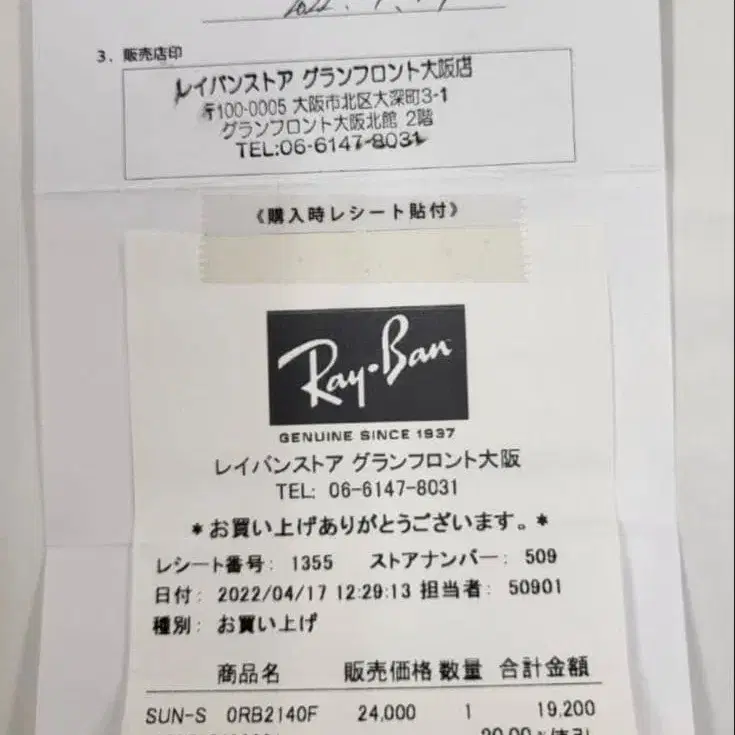 3. 販売店印
レイバンストア グランフロント大阪店
〒100-0005 大阪市北区大深町3-1
グランフロント大阪北館 2階
TEL:06-6147-8031
《購入時レシート貼付》
Ray-Ban
GENUINE SINCE 1937
レイバンストア グランフロント大阪
TEL: 06-6147-8031
*お買い上げありがとうございます。*
レシート番号: 1355 ストアナンバー: 509
日付: 2022/04/17 12:29:13 担当者: 50901
種別: お買い上げ
商品名 販売価格 数量 合計金額
SUN-S 0RB2140F 24,000 1 19,200